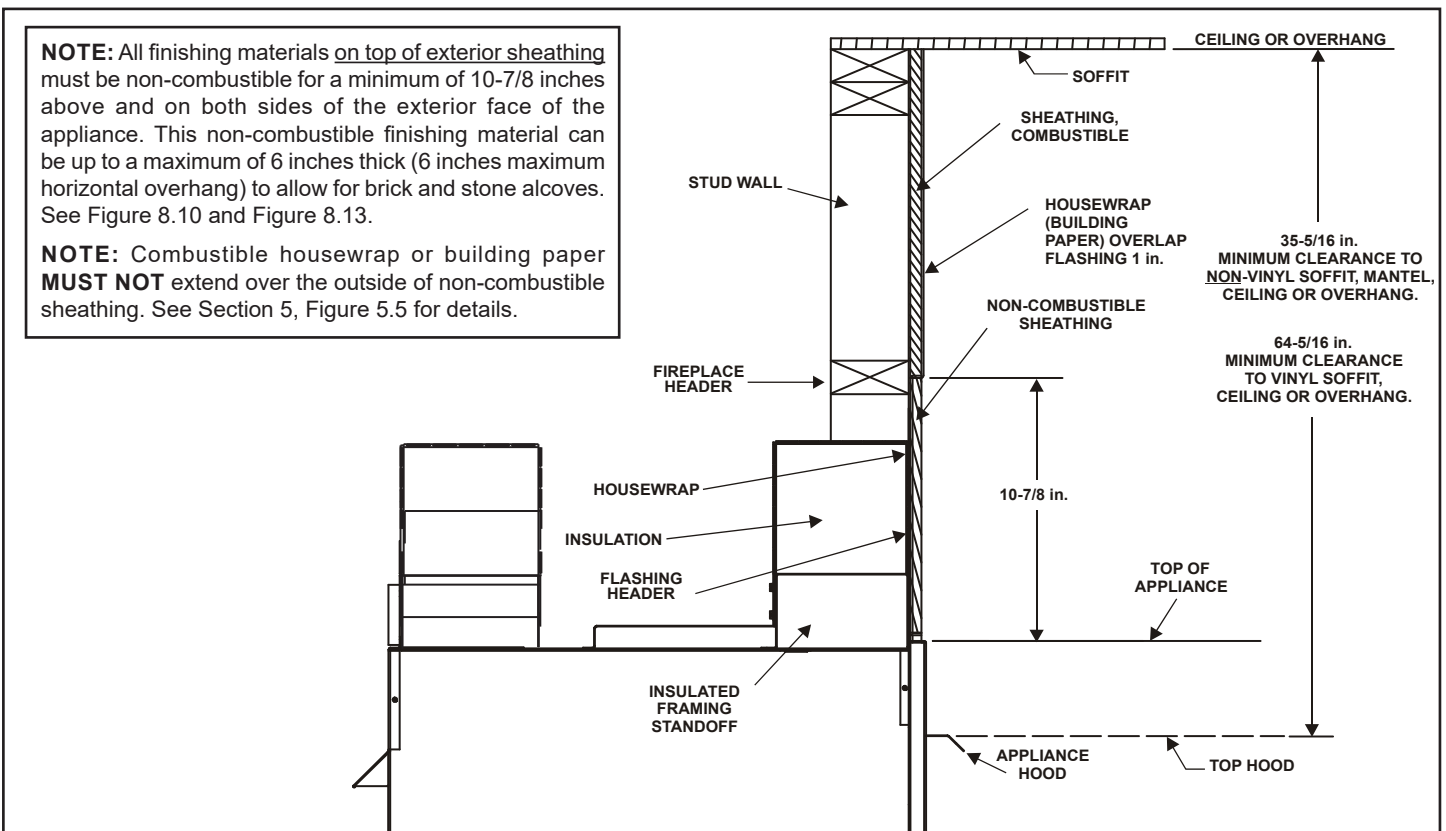 NOTE: All finishing materials on top of exterior sheathing
must be non-combustible for a minimum of 10-7/8 inches
above and on both sides of the exterior face of the
appliance. This non-combustible finishing material can
be up to a maximum of 6 inches thick (6 inches maximum
horizontal overhang) to allow for brick and stone alcoves.
See Figure 8.10 and Figure 8.13.
NOTE: Combustible housewrap or building paper
MUST NOT extend over the outside of non-combustible
sheathing. See Section 5, Figure 5.5 for details.
CEILING OR OVERHANG
SOFFIT
SHEATHING,
COMBUSTIBLE
STUD WALL
HOUSEWRAP
(BUILDING
PAPER) OVERLAP
FLASHING 1 in.
35-5/16 in.
MINIMUM CLEARANCE TO
NON-VINYL SOFFIT, MANTEL,
CEILING OR OVERHANG.
NON-COMBUSTIBLE
SHEATHING
64-5/16 in.
MINIMUM CLEARANCE
TO VINYL SOFFIT,
CEILING OR OVERHANG.
FIREPLACE
HEADER
HOUSEWRAP
10-7/8 in.
INSULATION
FLASHING
HEADER
TOP OF
APPLIANCE
INSULATED
FRAMING
STANDOFF
APPLIANCE
HOOD
TOP HOOD